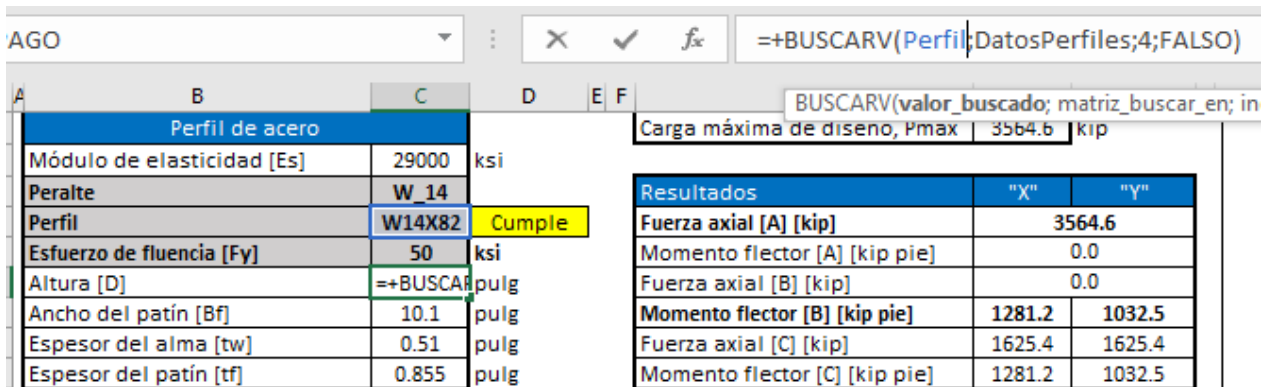 AGO fx =+BUSCARV(Perfil;DatosPerfiles;4;FALSO)
A B C D E F
BUSCARV(valor_buscado; matriz_buscar_en; in
Perfil de acero Carga máxima de diseño, Pmax 3564.6 kip
Módulo de elasticidad [Es] 29000 ksi
Peralte W_14 Resultados "X" "Y"
Perfil W14X82 Cumple Fuerza axial [A] [kip] 3564.6
Esfuerzo de fluencia [Fy] 50 ksi Momento flector [A] [kip pie] 0.0
Altura [D] =+BUSCAR pulg Fuerza axial [B] [kip] 0.0
Ancho del patín [Bf] 10.1 pulg Momento flector [B] [kip pie] 1281.2 1032.5
Espesor del alma [tw] 0.51 pulg Fuerza axial [C] [kip] 1625.4 1625.4
Espesor del patín [tf] 0.855 pulg Momento flector [C] [kip pie] 1281.2 1032.5